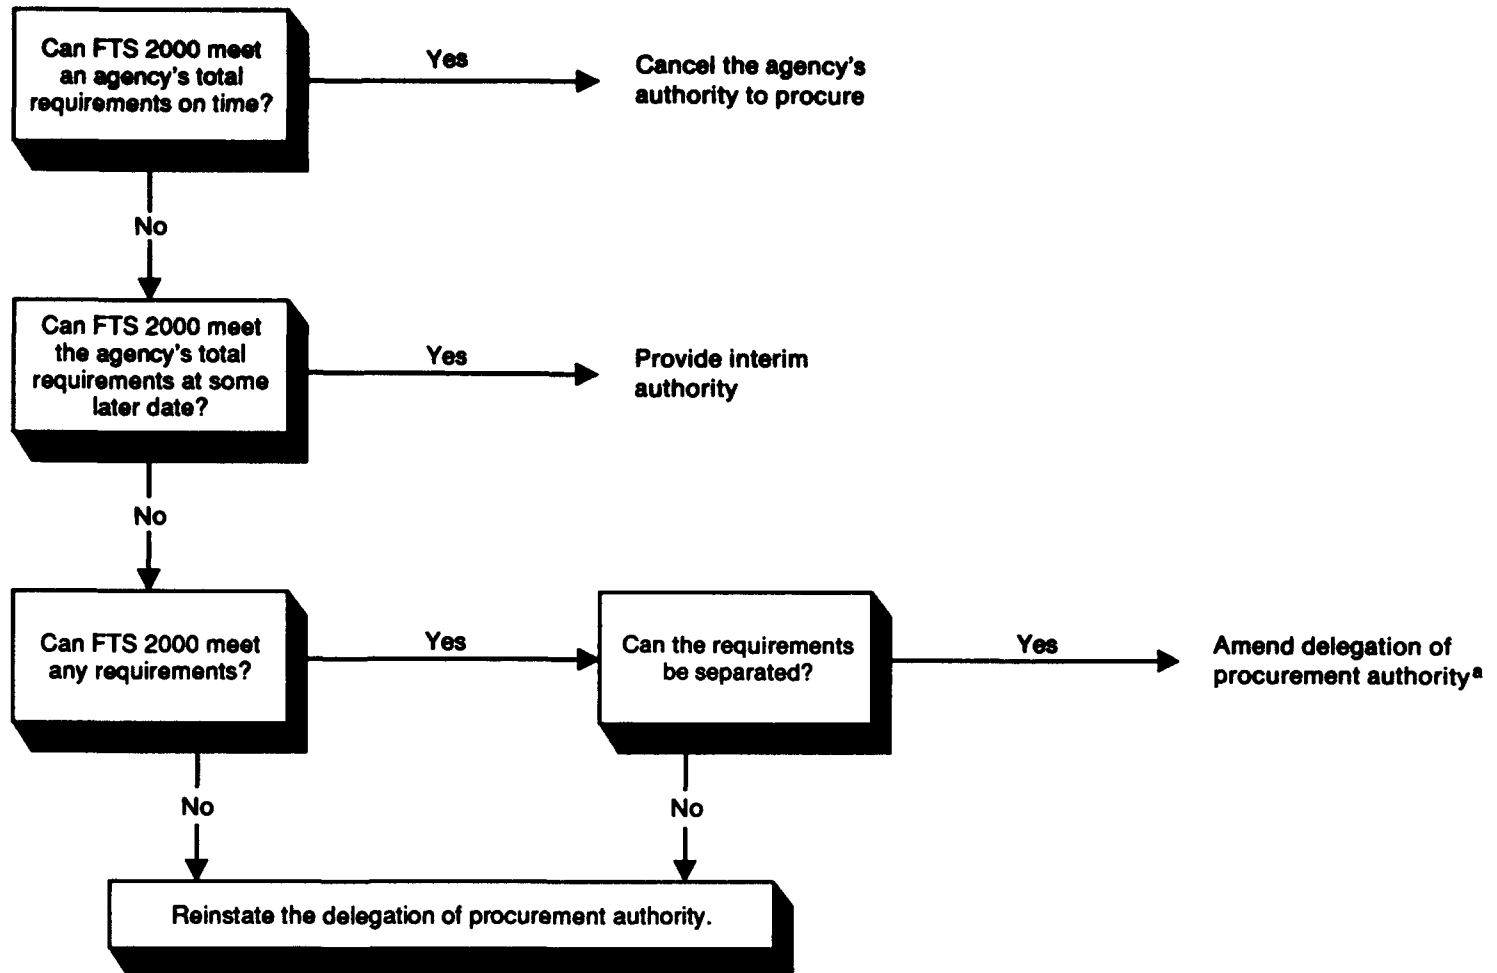 Can FTS 2000 meet
an agency's total
requirements on time?
Yes
Cancel the agency's
authority to procure
No
Can FTS 2000 meet
the agency's total
requirements at some
later date?
Yes
Provide interim
authority
No
Can FTS 2000 meet
any requirements?
Yes
Can the requirements
be separated?
Yes
Amend delegation of
procurement authorityª
No
No
Reinstate the delegation of procurement authority.